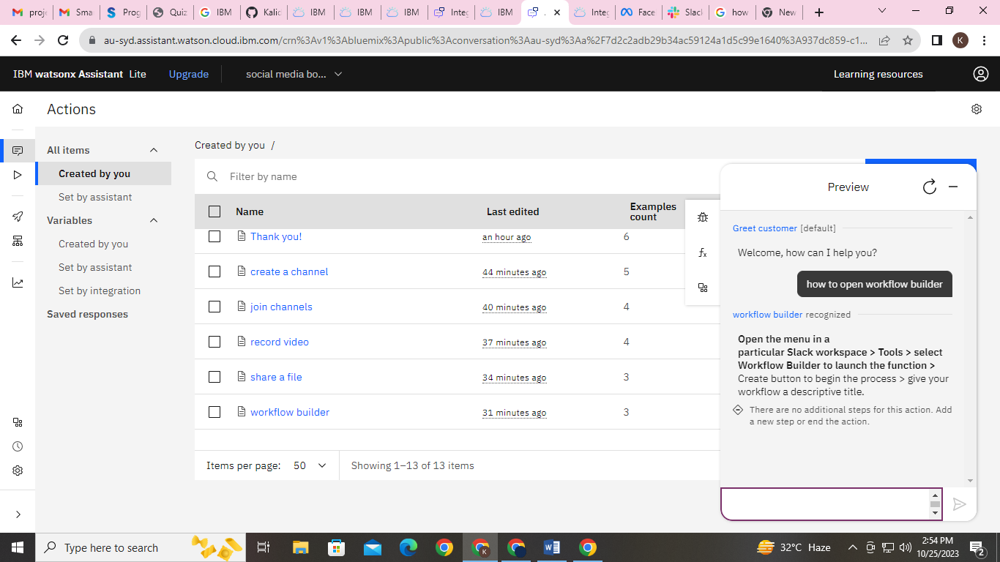 proje
Sma
Prog
Quiz
IBM
Kalic
IBM
IBM
IBM
Integ
IBM
Integ
Face
Slack
how
New
au-syd.assistant.watson.cloud.ibm.com/crn%3Av1%3Abluemix%3Apublic%3Aconversation%3Aau-syd%3Aa%2F7d2c2adb29b34ac59124a1d5c99e1640%3A937dc859-c1...
K
IBM watsonx Assistant Lite
Upgrade
social media bo...
Learning resources
Actions
All items
Created by you
Set by assistant
Variables
Created by you
Set by assistant
Set by integration
Saved responses
Created by you /
Filter by name
Name Last edited Examples count
Thank you! an hour ago 6
create a channel 44 minutes ago 5
join channels 40 minutes ago 4
record video 37 minutes ago 4
share a file 34 minutes ago 3
workflow builder 31 minutes ago 3
Items per page: 50 Showing 1–13 of 13 items
Preview
Greet customer [default]
Welcome, how can I help you?
how to open workflow builder
workflow builder recognized
Open the menu in a
particular Slack workspace > Tools > select
Workflow Builder to launch the function >
Create button to begin the process > give your
workflow a descriptive title.
There are no additional steps for this action. Add
a new step or end the action.
Type here to search
32°C Haze
2:54 PM
10/25/2023
2